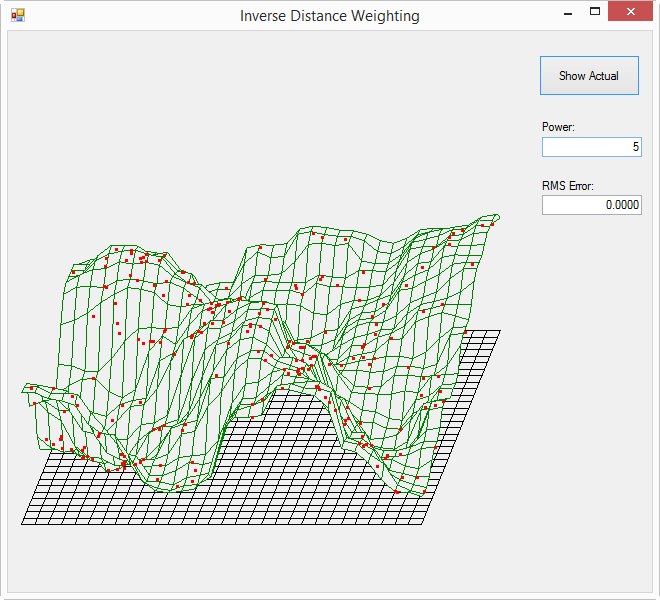 Inverse Distance Weighting
Show Actual
Power:
5
RMS Error:
0.0000